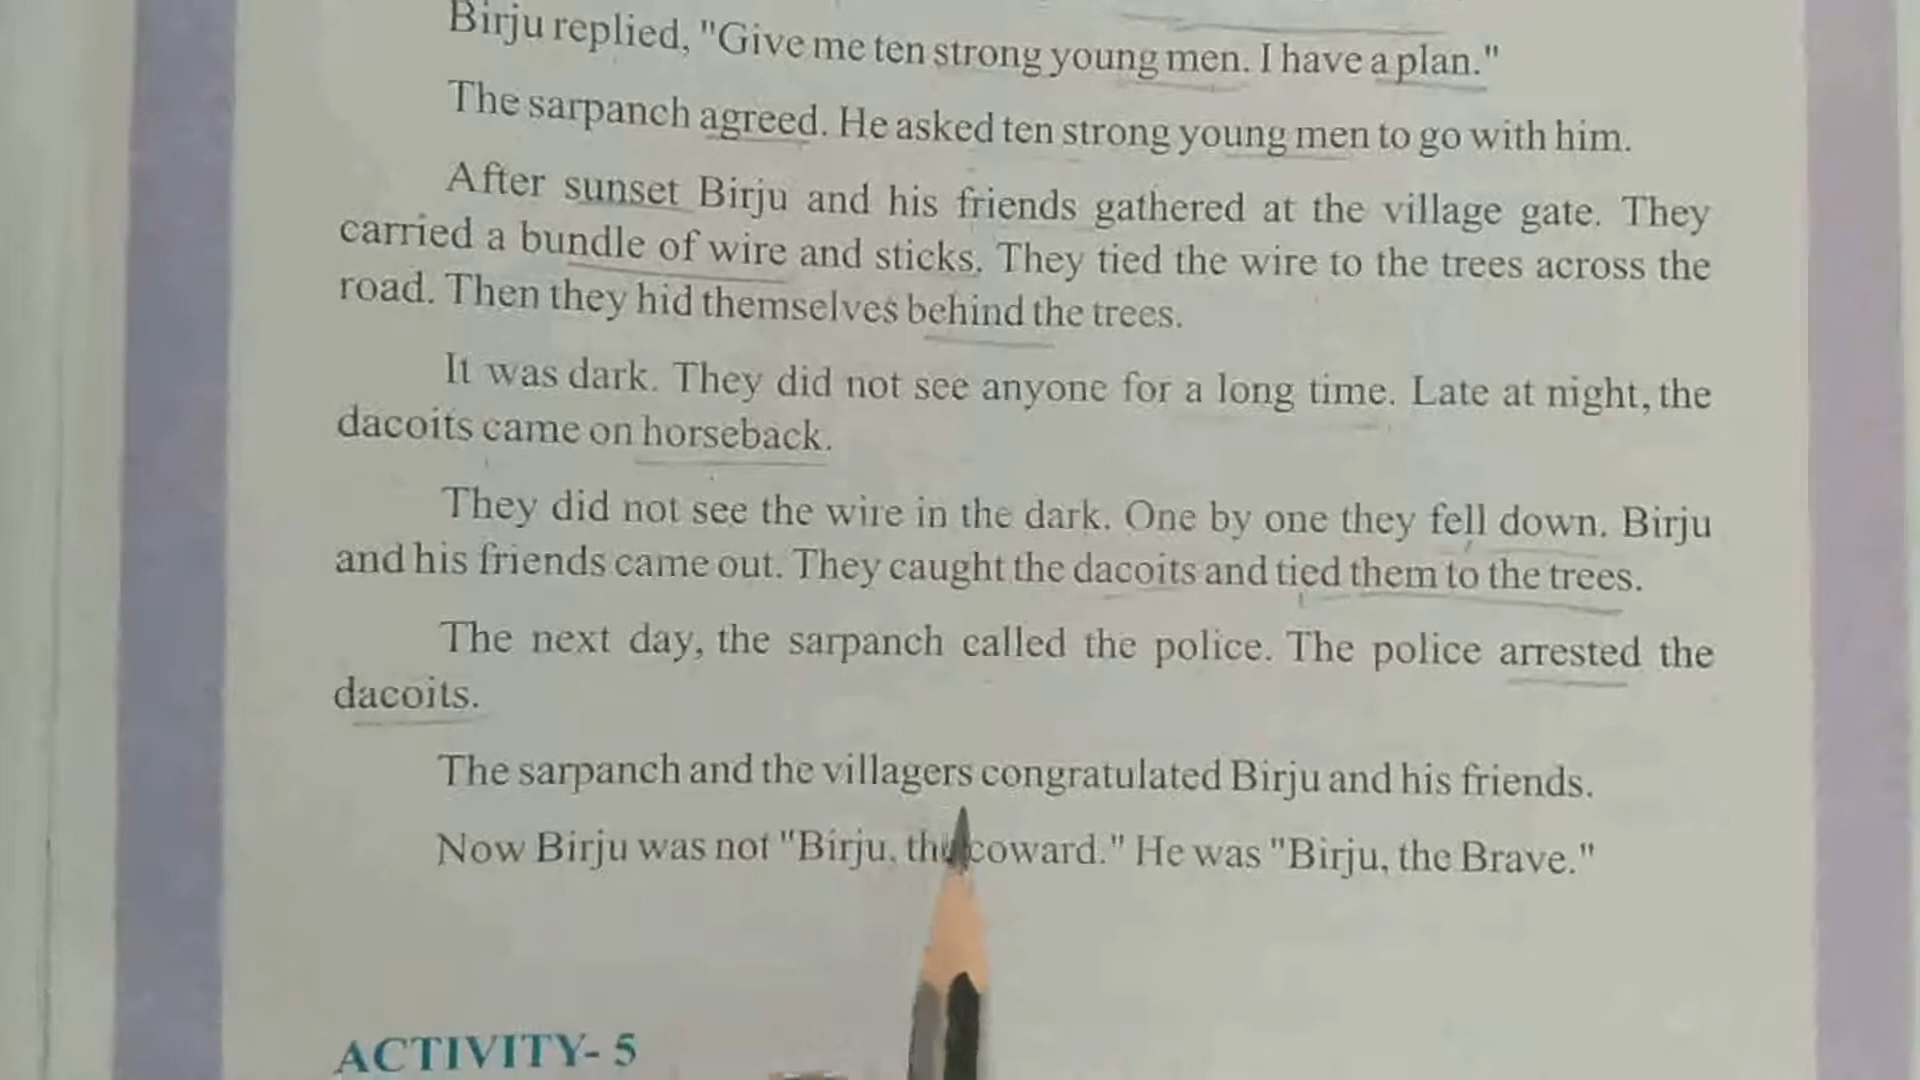 Birju replied, "Give me ten strong young men. I have a plan."
The sarpanch agreed. He asked ten strong young men to go with him.
After sunset Birju and his friends gathered at the village gate. They
carried a bundle of wire and sticks. They tied the wire to the trees across the
road. Then they hid themselves behind the trees.
It was dark. They did not see anyone for a long time. Late at night, the
dacoits came on horseback.
They did not see the wire in the dark. One by one they fell down. Birju
and his friends came out. They caught the dacoits and tied them to the trees.
The next day, the sarpanch called the police. The police arrested the
dacoits.
The sarpanch and the villagers congratulated Birju and his friends.
Now Birju was not "Birju, the coward." He was "Birju, the Brave."
ACTIVITY- 5